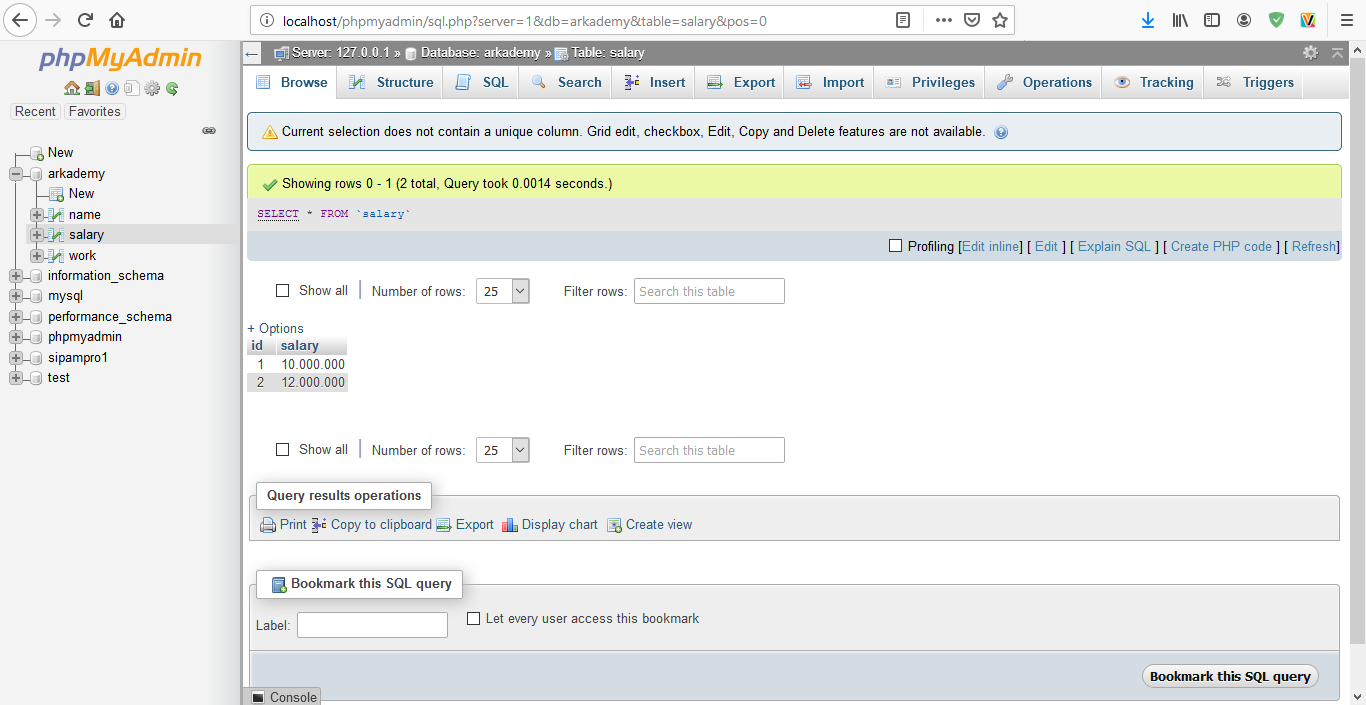 localhost/phpmyadmin/sql.php?server=1&db=arkademy&table=salary&pos=0
phpMyAdmin
Recent Favorites
New
arkademy
New
name
salary
work
information_schema
mysql
performance_schema
phpmyadmin
sipampro1
test
Server: 127.0.0.1 » Database: arkademy » Table: salary
Browse Structure SQL Search Insert Export Import Privileges Operations Tracking Triggers
Current selection does not contain a unique column. Grid edit, checkbox, Edit, Copy and Delete features are not available.
Showing rows 0 - 1 (2 total, Query took 0.0014 seconds.)
SELECT * FROM `salary`
Profiling [Edit inline] [ Edit ] [ Explain SQL ] [ Create PHP code ] [ Refresh]
Show all Number of rows: 25 Filter rows: Search this table
+ Options
id salary
1 10.000.000
2 12.000.000
Show all Number of rows: 25 Filter rows: Search this table
Query results operations
Print Copy to clipboard Export Display chart Create view
Bookmark this SQL query
Label: Let every user access this bookmark
Bookmark this SQL query
Console